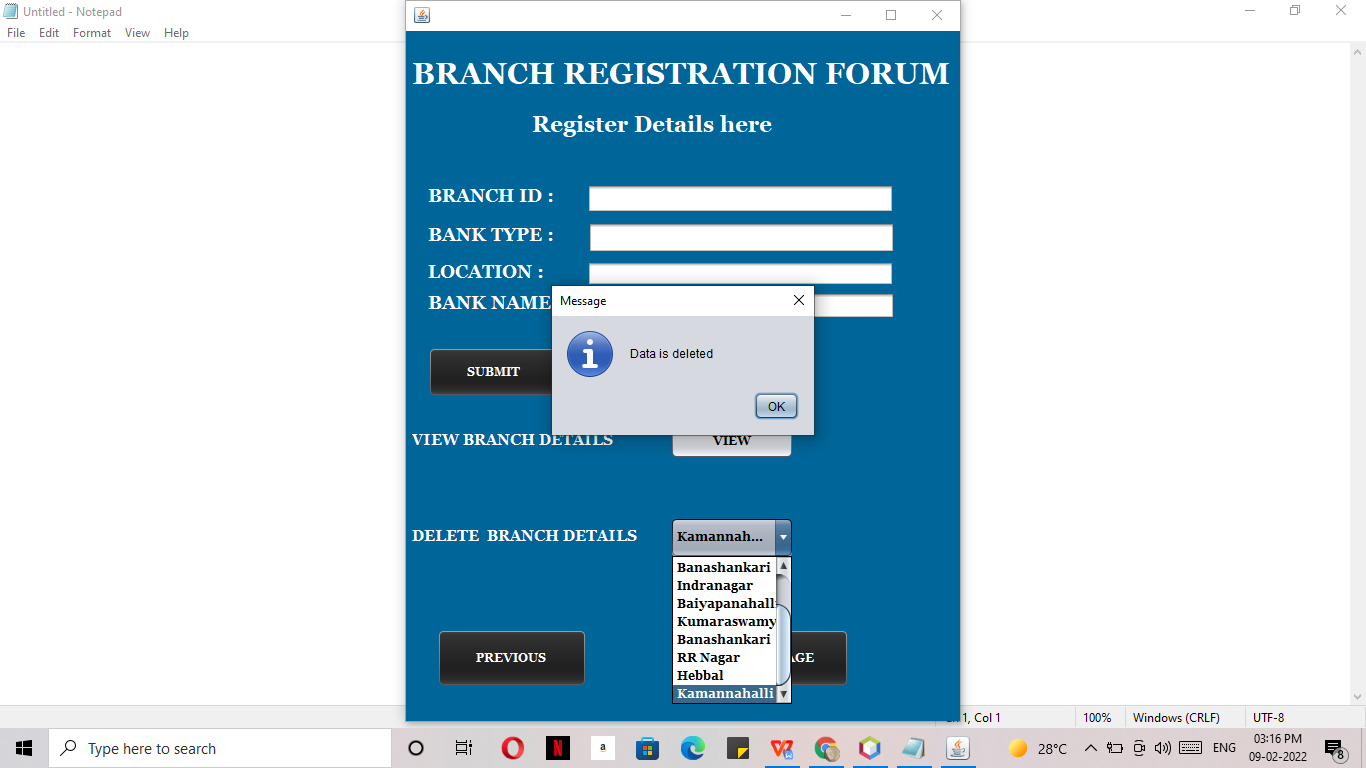 Untitled - Notepad
File Edit Format View Help
BRANCH REGISTRATION FORUM
Register Details here
BRANCH ID :
BANK TYPE :
LOCATION :
BANK NAME
Message
Data is deleted
OK
SUBMIT
VIEW BRANCH DETAILS
VIEW
DELETE BRANCH DETAILS
Kamannah...
Banashankari
Indranagar
Baiyapanahalli
Kumaraswamy
Banashankari
RR Nagar
Hebbal
Kamannahalli
PREVIOUS
AGE
1, Col 1
100%
Windows (CRLF)
UTF-8
Type here to search
N
a
28°C
ENG
03:16 PM
09-02-2022
8